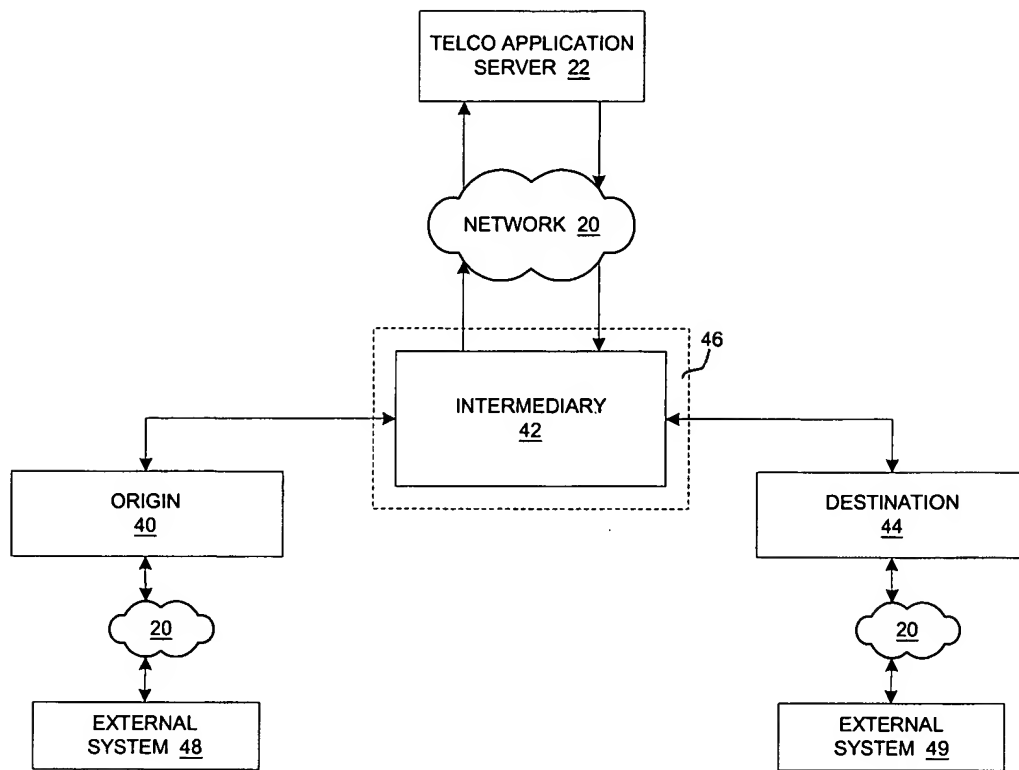 TELCO APPLICATION
SERVER 22
NETWORK 20
46
INTERMEDIARY
42
ORIGIN
40
DESTINATION
44
20
20
EXTERNAL
SYSTEM 48
EXTERNAL
SYSTEM 49